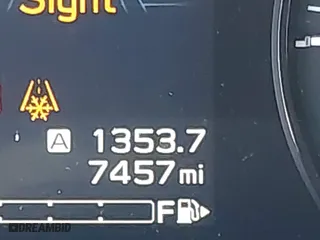 Sight
A 1353.7
7457 mi
F
DREAMBID